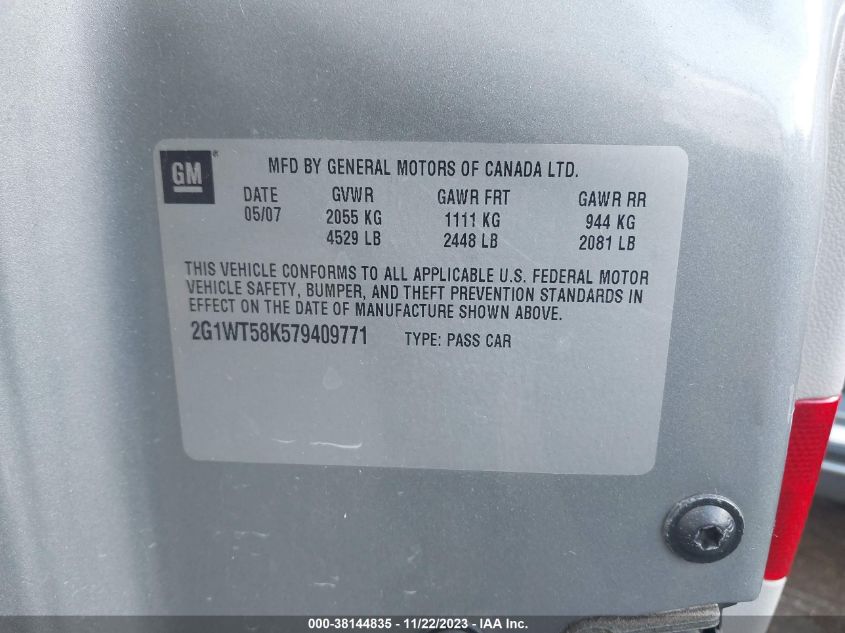 GM
MFD BY GENERAL MOTORS OF CANADA LTD.
DATE GVWR GAWR FRT GAWR RR
05/07 2055 KG 1111 KG 944 KG
4529 LB 2448 LB 2081 LB
THIS VEHICLE CONFORMS TO ALL APPLICABLE U.S. FEDERAL MOTOR
VEHICLE SAFETY, BUMPER, AND THEFT PREVENTION STANDARDS IN
EFFECT ON THE DATE OF MANUFACTURE SHOWN ABOVE.
2G1WT58K579409771 TYPE: PASS CAR
000-38144835 - 11/22/2023 - IAA Inc.